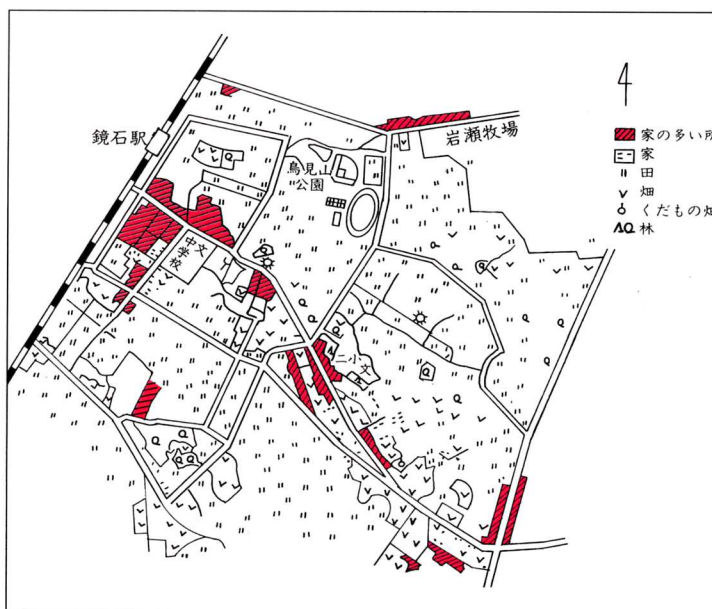 鏡石駅
岩瀬牧場
鳥見山
公園
中学校
文
二小
文
家の多い所
家
田
畑
くだもの畑
林